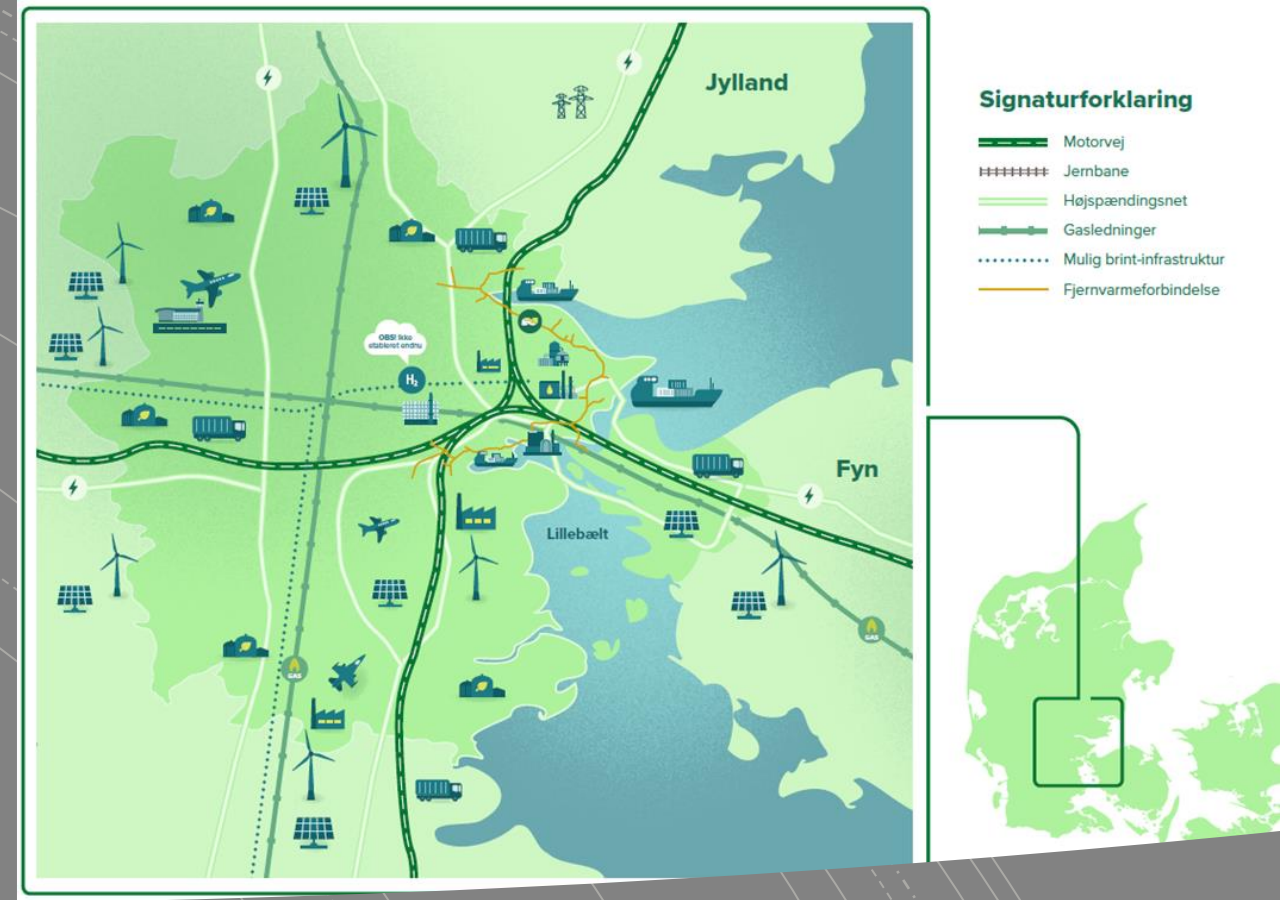 Jylland
OBS! Ikke
etableret endnu
H₂
Fyn
Lillebælt
GAS
GAS
Signaturforklaring
Motorvej
Jernbane
Højspændingsnet
Gasledninger
Mulig brint-infrastruktur
Fjernvarmeforbindelse